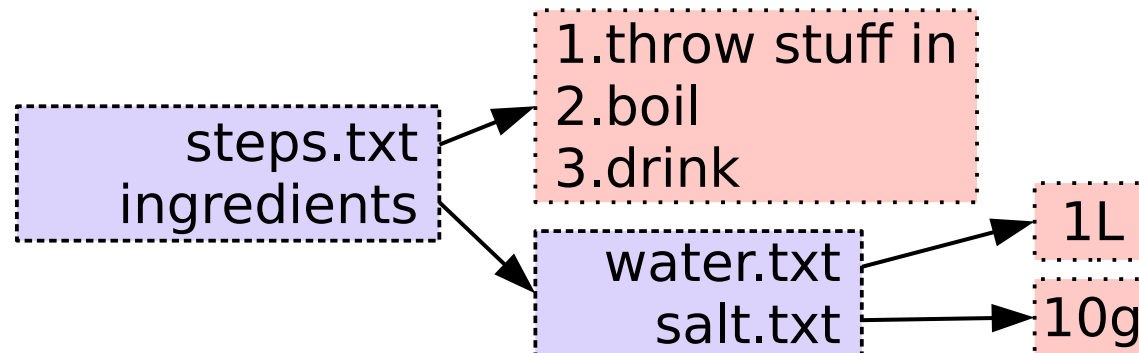 steps.txt
ingredients
1.throw stuff in
2.boil
3.drink
water.txt
salt.txt
1L
10g